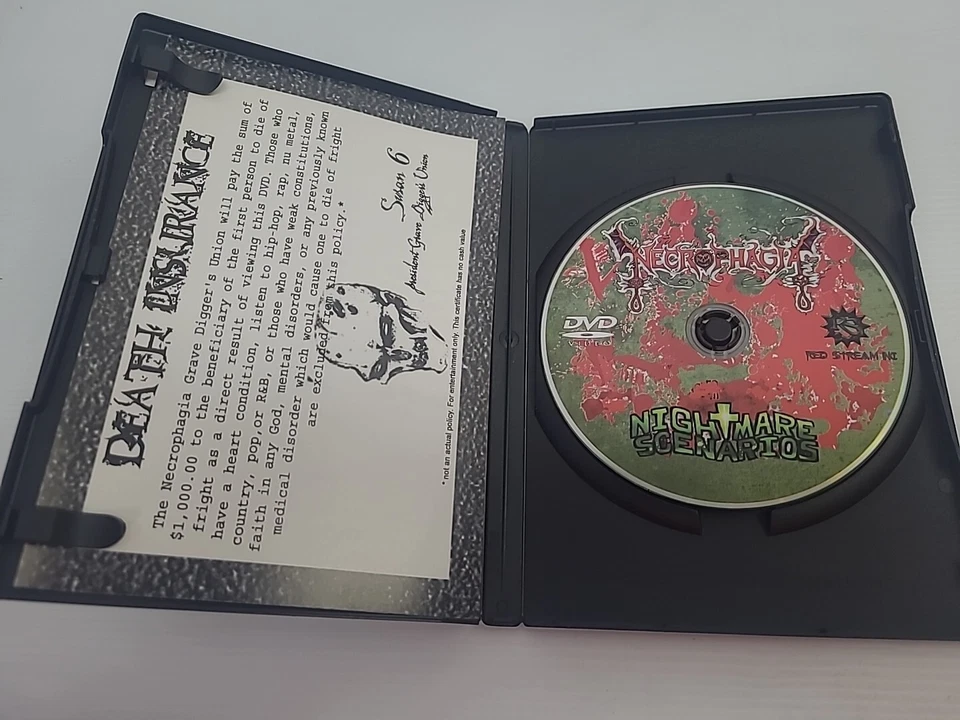 DEATH INSURANCE
The Necrophagia Grave Digger's Union will pay the sum of
$1,000.00 to the beneficiary of the first person to die of
fright as a direct result of viewing this DVD. Those who
have a heart condition, listen to hip-hop, rap, nu metal,
country, pop,or R&B, or those who have weak constitutions,
faith in any God, mental disorders, or any previously known
medical disorder which would cause one to die of fright
are excluded from this policy.*
Susan 6
President Grave Digger's Union
* not an actual policy. For entertainment only. This certificate has no cash value
NECROPHAGIA
DVD
RS
RED STREAM INC
NIGHTMARE
SCENARIOS